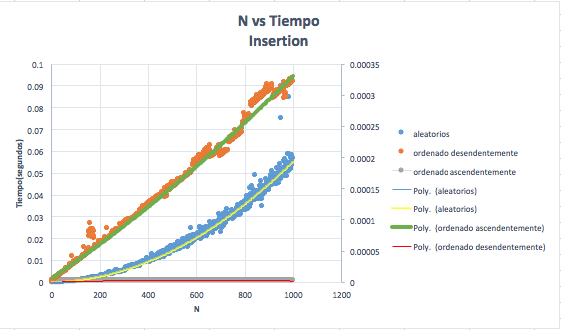 N vs Tiempo
Insertion
0.1
0.09
0.08
0.07
0.06
0.05
0.04
0.03
0.02
0.01
0
Tiempo(segundos)
0.00035
0.0003
0.00025
0.0002
0.00015
0.0001
0.00005
0
0 200 400 600 800 1000 1200
N
aleatorios
ordenado desendentemente
ordenado ascendentemente
Poly. (aleatorios)
Poly. (aleatorios)
Poly. (ordenado ascendentemente)
Poly. (ordenado desendentemente)